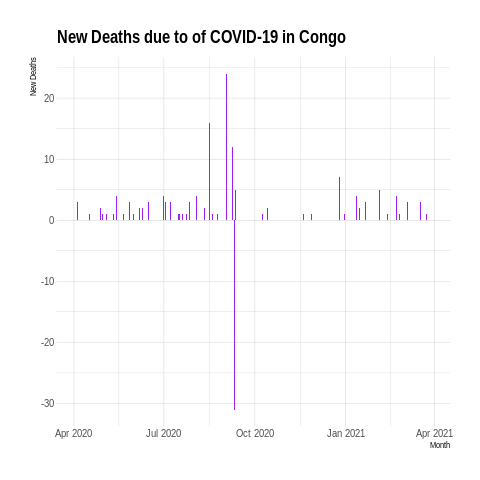 New Deaths due to of COVID-19 in Congo
New Deaths
20
10
0
-10
-20
-30
Apr 2020 Jul 2020 Oct 2020 Jan 2021 Apr 2021
Month